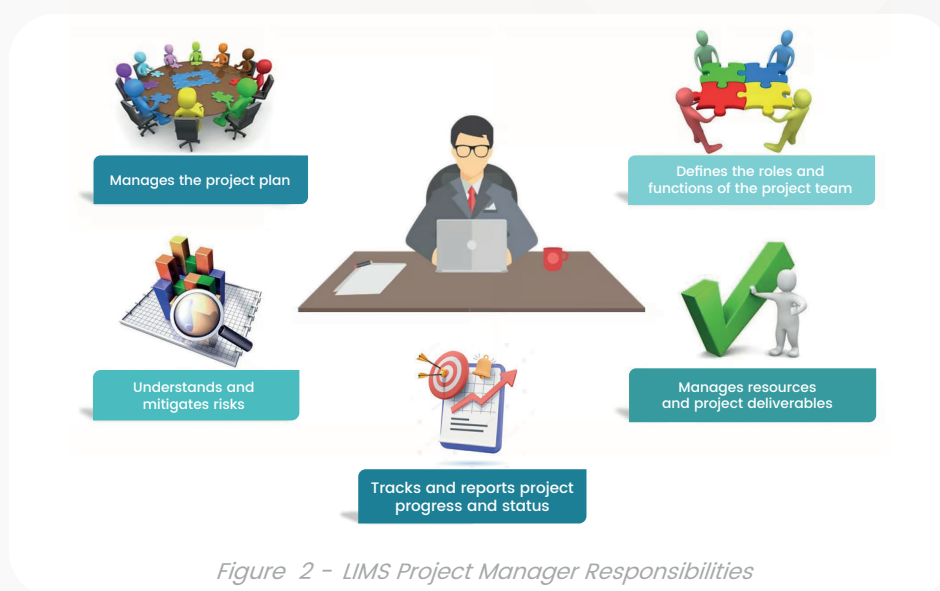 Manages the project plan
Defines the roles and
functions of the project team
Understands and
mitigates risks
Manages resources
and project deliverables
Tracks and reports project
progress and status
Figure 2 - LIMS Project Manager Responsibilities